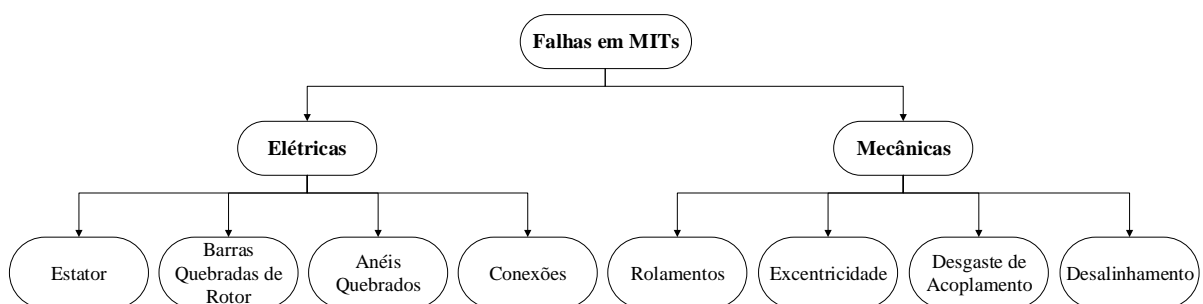 Falhas em MITs
Elétricas
Mecânicas
Estator
Barras
Quebradas de
Rotor
Anéis
Quebrados
Conexões
Rolamentos
Excentricidade
Desgaste de
Acoplamento
Desalinhamento